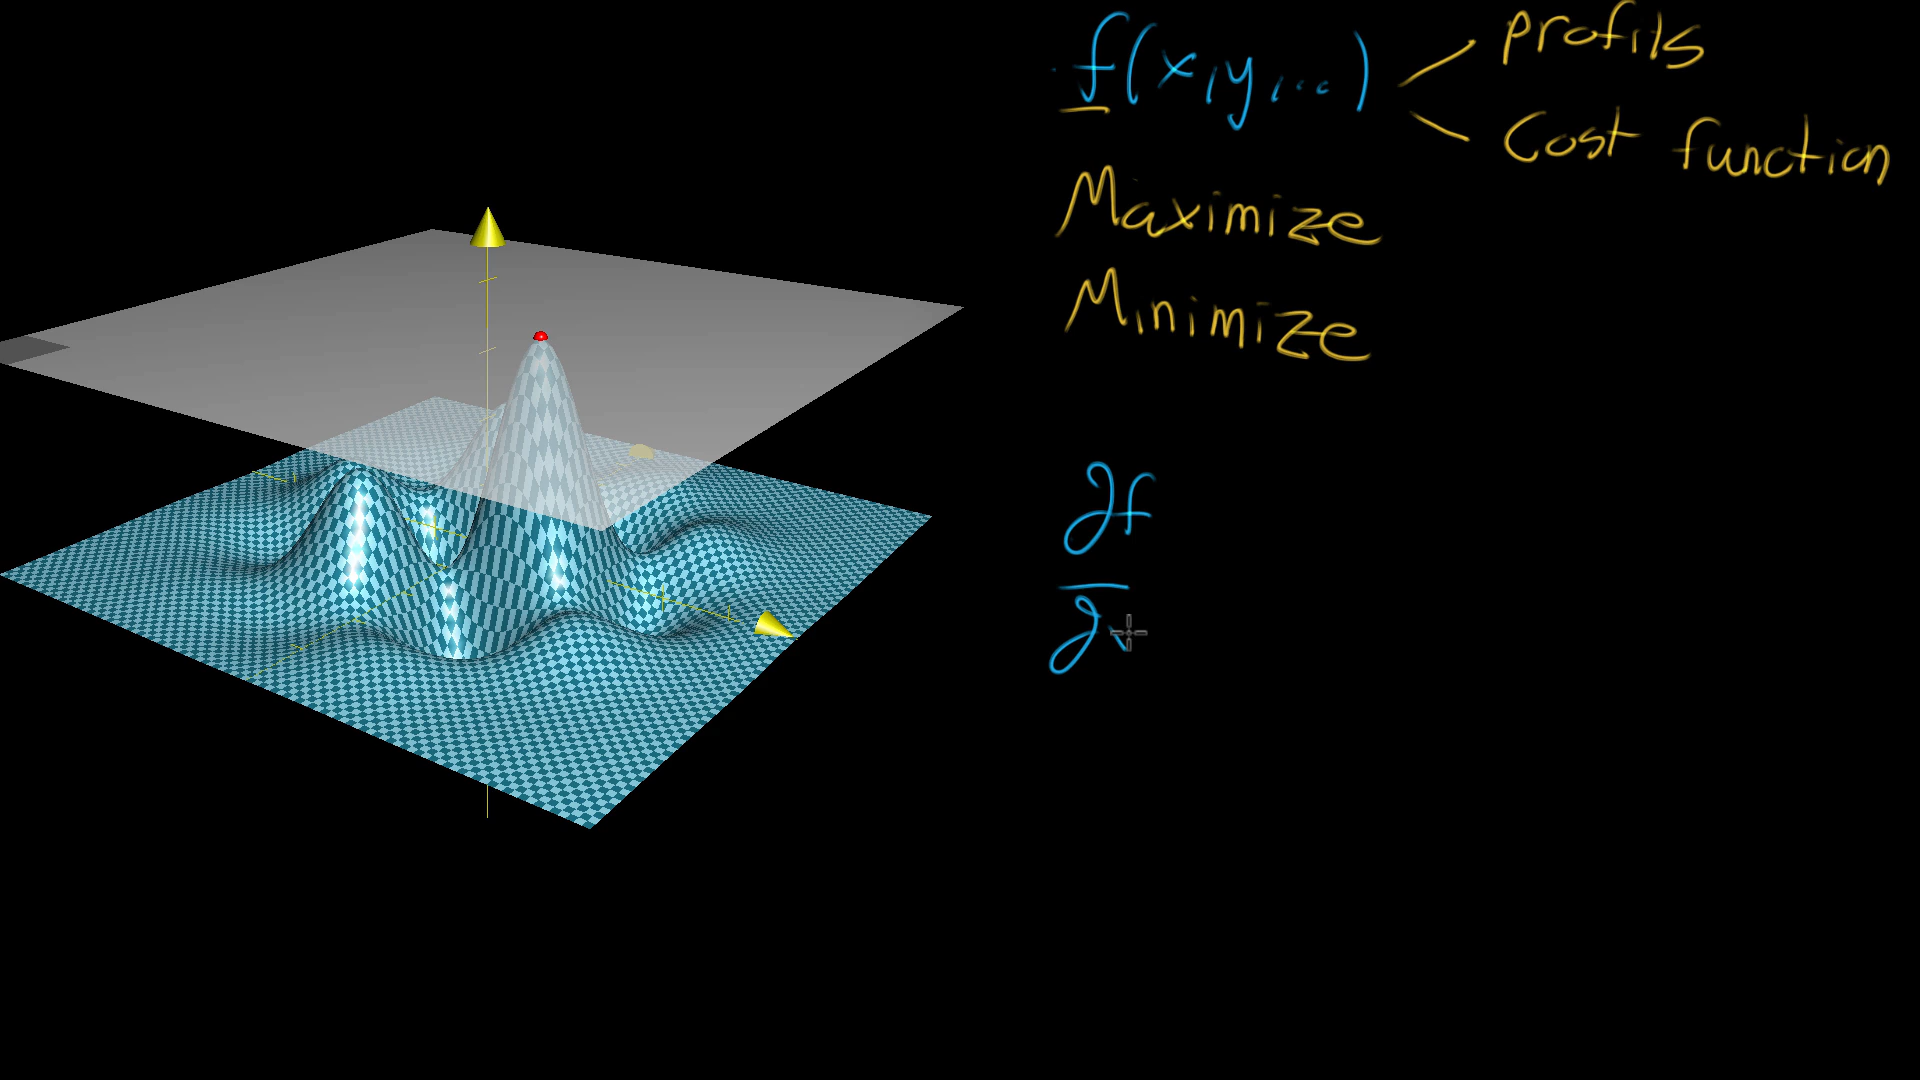 f(x,y,...)
profits
Cost function
Maximize
Minimize
∂f
∂x